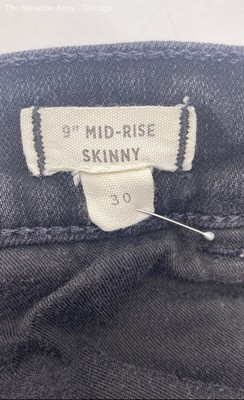 The Salvation Army - Chicago
9" MID-RISE
SKINNY
30